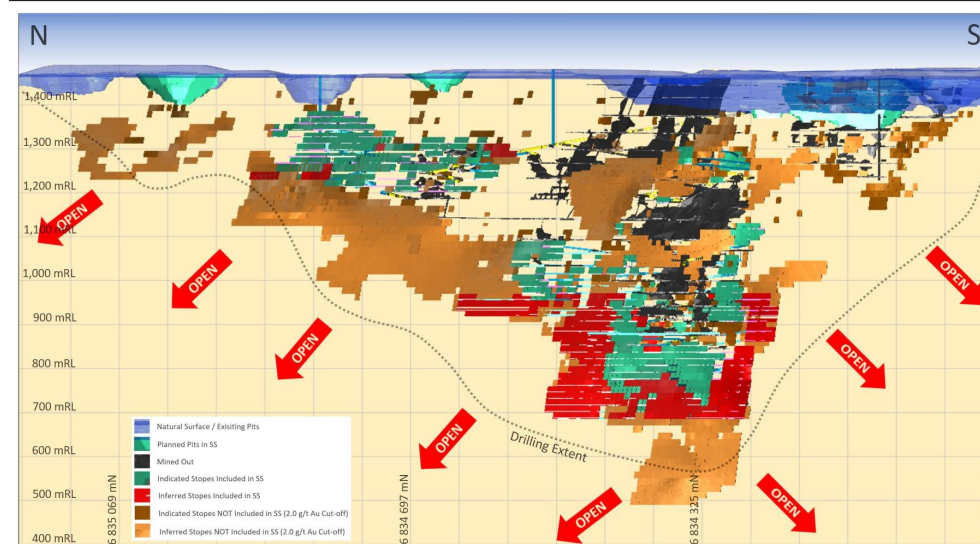 N
S
1,400 mRL
1,300 mRL
1,200 mRL
OPEN
1,100 mRL
OPEN
OPEN
1,000 mRL
900 mRL
OPEN
OPEN
800 mRL
700 mRL
OPEN
Drilling Extent
600 mRL
500 mRL
OPEN
OPEN
400 mRL
Natural Surface / Exisiting Pits
Planned Pits in SS
Mined Out
Indicated Stopes Included in SS
Inferred Stopes Included in SS
Indicated Stopes NOT Included in SS (2.0 g/t Au Cut-off)
Inferred Stopes NOT Included in SS (2.0 g/t Au Cut-off)
6 835 069 mN
6 834 697 mN
6 834 325 mN